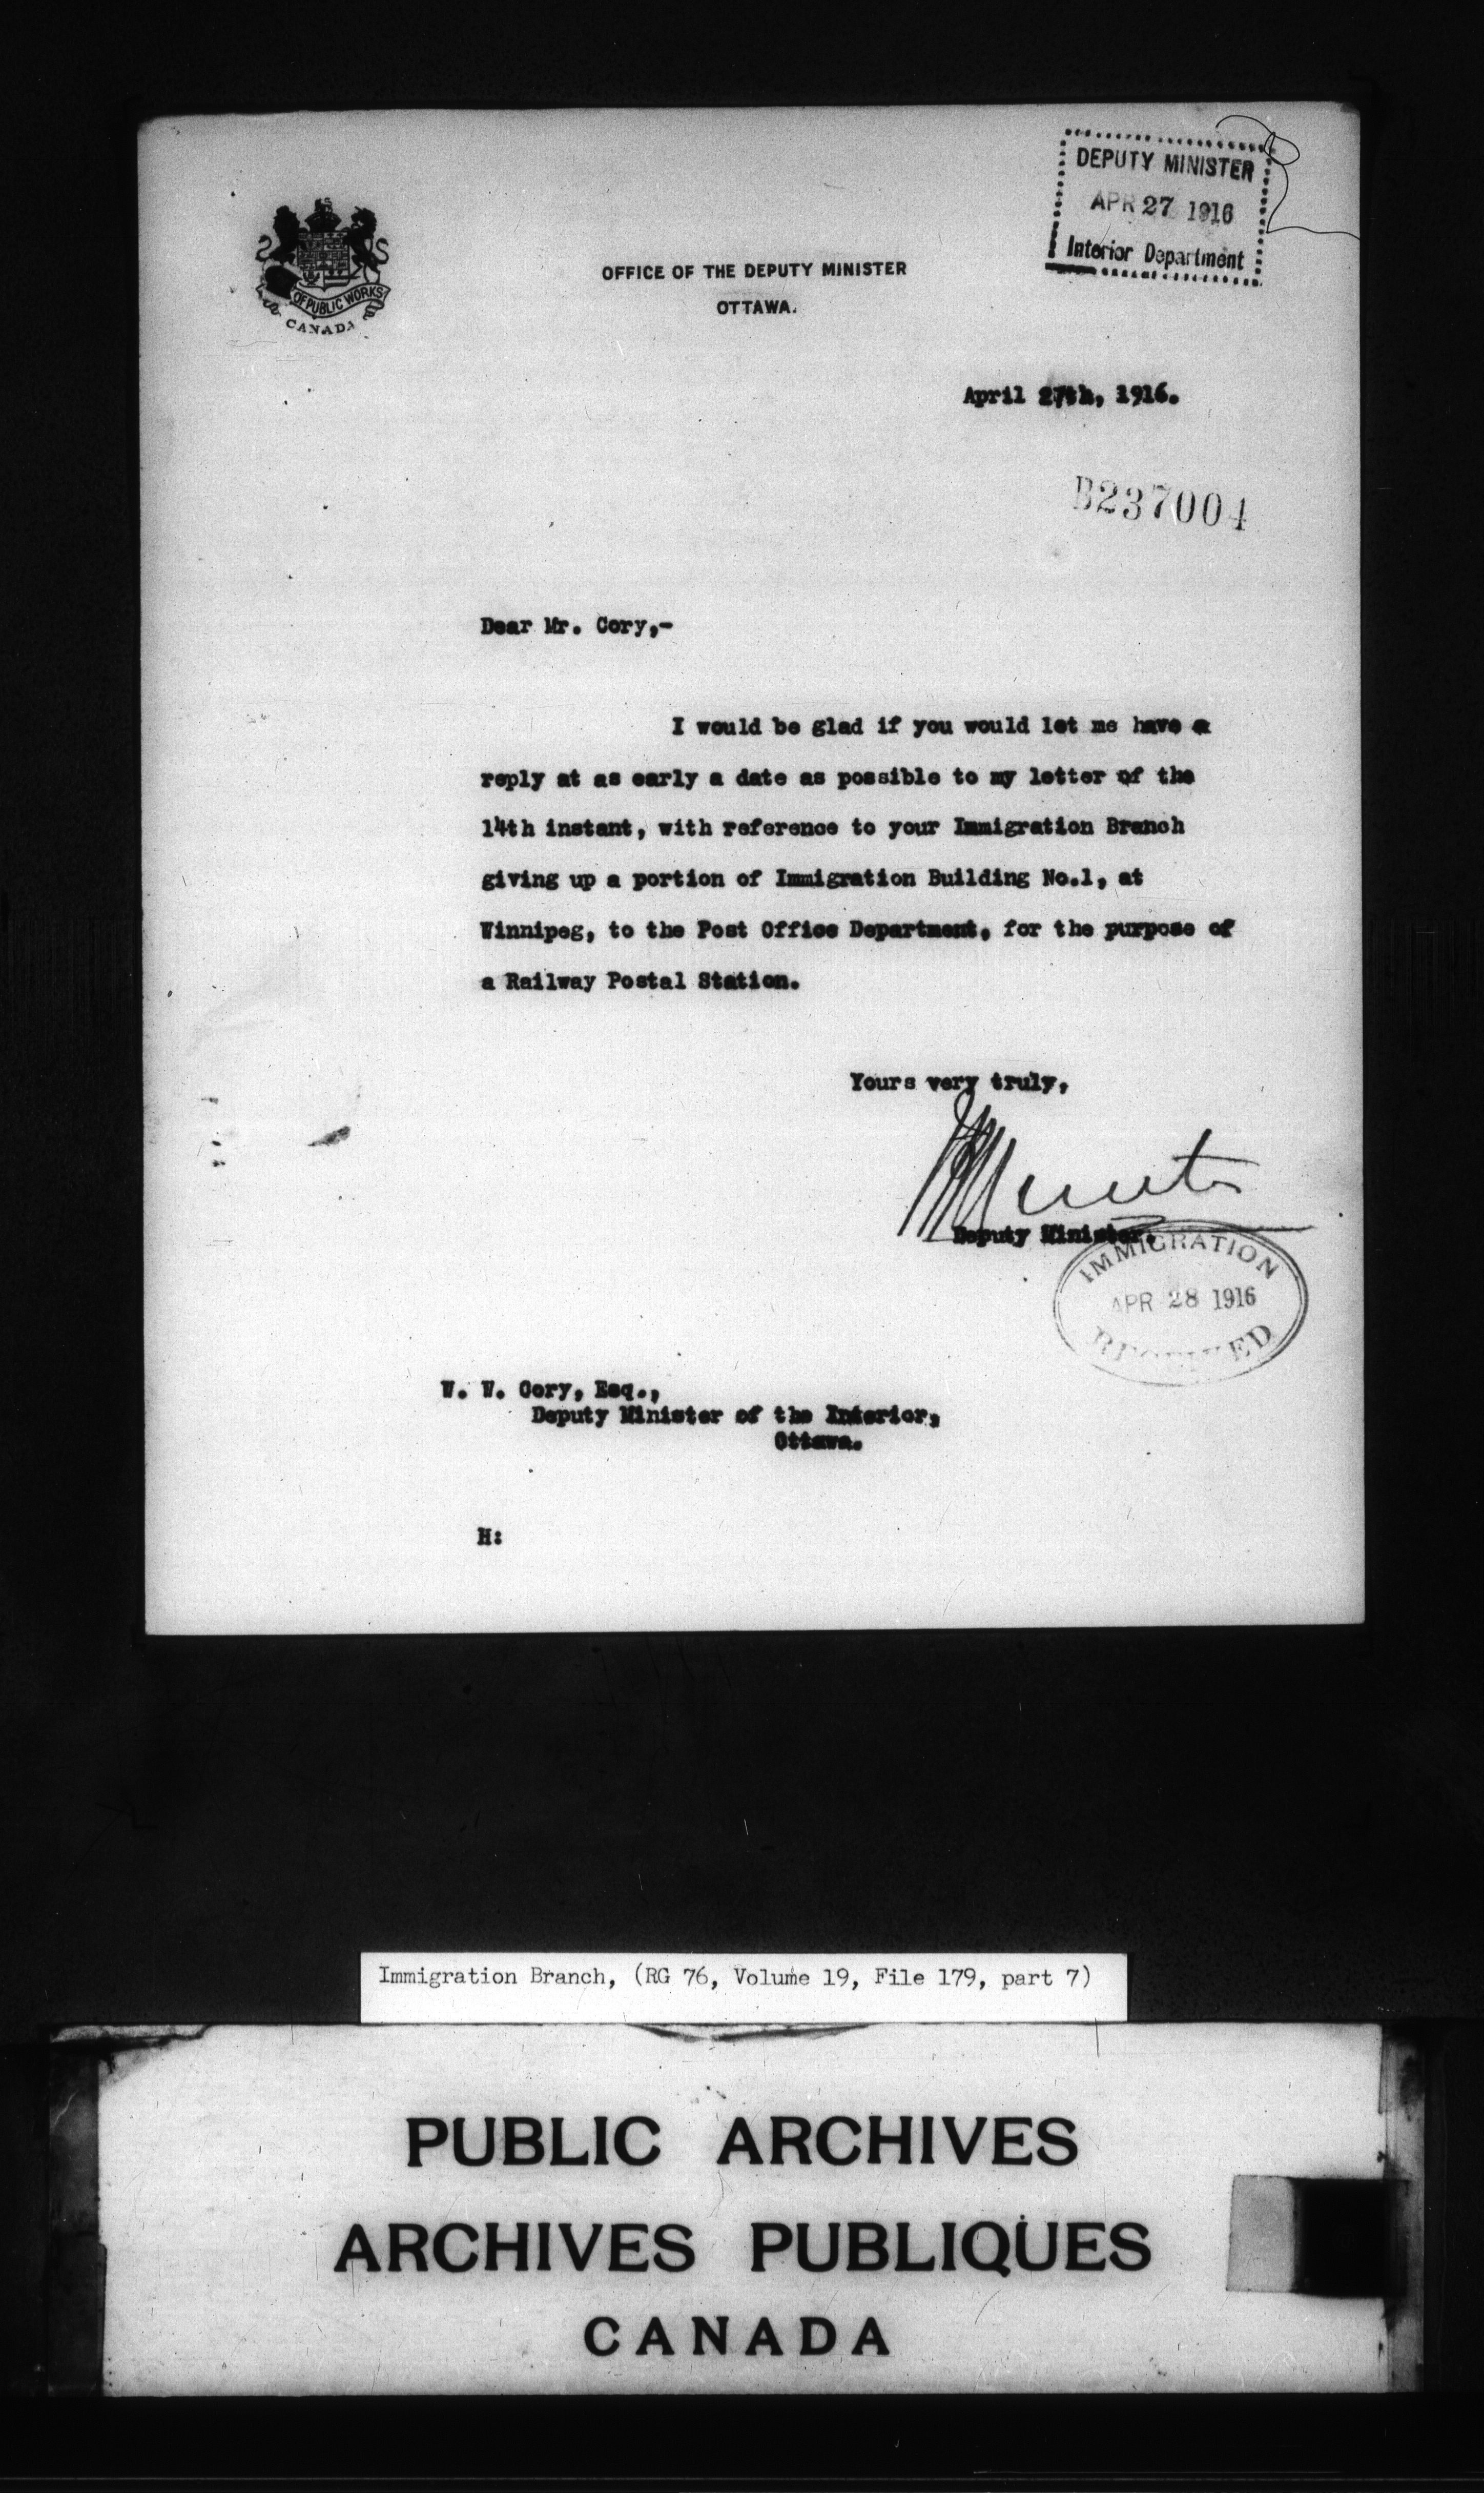 DEPUTY MINISTER
APR 27 1916
Interior Department
OF PUBLIC WORKS
CANADA
OFFICE OF THE DEPUTY MINISTER
OTTAWA.
April 27th, 1916.
B237004
Dear Mr. Cory,-
I would be glad if you would let me have a
reply at as early a date as possible to my letter of the
14th instant, with reference to your Immigration Branch
giving up a portion of Immigration Building No.1, at
Winnipeg, to the Post Office Department, for the purpose of
a Railway Postal Station.
Yours very truly,
Deputy Minister.
IMMIGRATION
APR 28 1916
RECEIVED
W. W. Cory, Esq.,
Deputy Minister of the Interior,
Ottawa.
H:
Immigration Branch, (RG 76, Volume 19, File 179, part 7)
PUBLIC ARCHIVES
ARCHIVES PUBLIQUES
CANADA